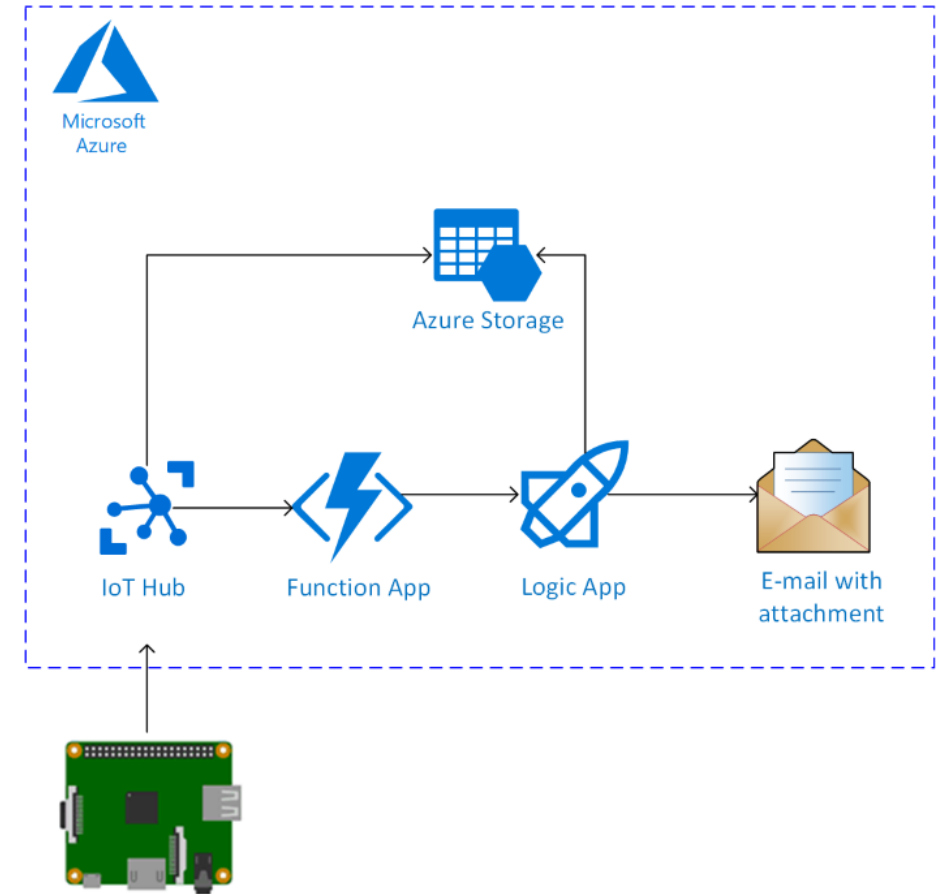 Microsoft
Azure
Azure Storage
IoT Hub
Function App
Logic App
E-mail with
attachment